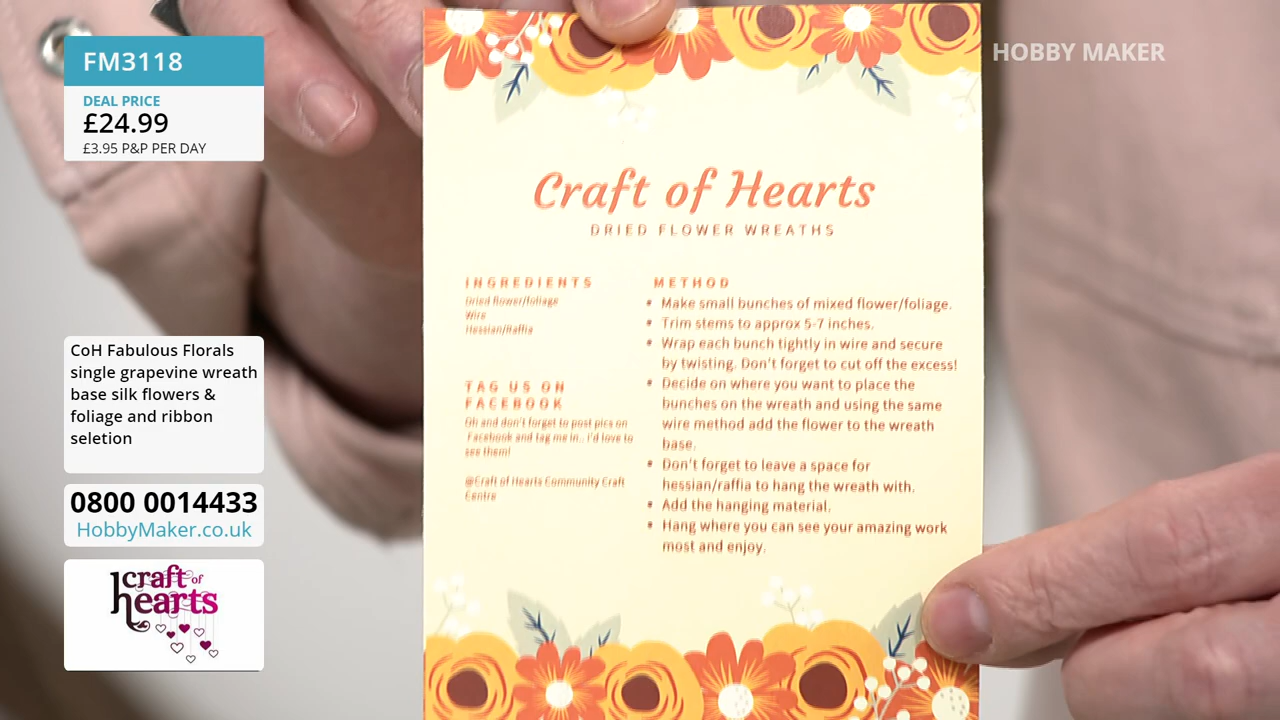 FM3118
DEAL PRICE
£24.99
£3.95 P&P PER DAY
HOBBY MAKER
CoH Fabulous Florals
single grapevine wreath
base silk flowers &
foliage and ribbon
seletion
0800 0014433
HobbyMaker.co.uk
craft of
hearts
Craft of Hearts
DRIED FLOWER WREATHS
INGREDIENTS
Dried flower/foliage
Wire
Hessian/Raffia
TAG US ON
FACEBOOK
Oh and don't forget to post pics on
Facebook and tag me in.. i'd love to
see them!
@Craft of Hearts Community Craft
Centre
METHOD
• Make small bunches of mixed flower/foliage.
• Trim stems to approx 5-7 inches.
• Wrap each bunch tightly in wire and secure
by twisting. Don't forget to cut off the excess!
• Decide on where you want to place the
bunches on the wreath and using the same
wire method add the flower to the wreath
base.
• Don't forget to leave a space for
hessian/raffia to hang the wreath with.
• Add the hanging material.
• Hang where you can see your amazing work
most and enjoy.